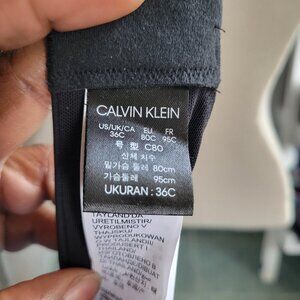 CALVIN KLEIN
US/UK/CA EU FR
36C 80C 95C
号 型 C80
신체 치수
밑가슴 둘레 80cm
가슴둘레 95cm
UKURAN : 36C
TAYLAND'DA
URETILMISTIR/
VYROBENO V
THAJSKU/
WYPRODUKOWAN
O W TAJLANDII